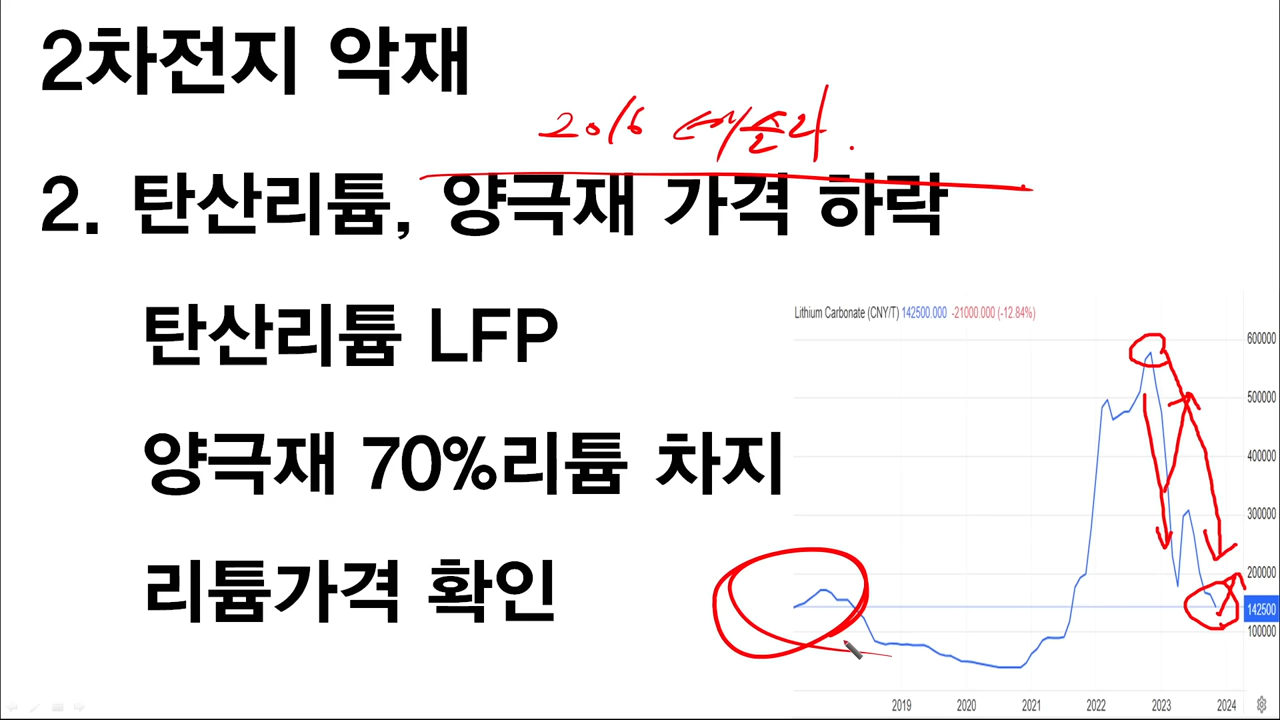 2차전지 악재
2016 테슬라.
2. 탄산리튬, 양극재 가격 하락
탄산리튬 LFP
양극재 70%리튬 차지
리튬가격 확인
Lithium Carbonate (CNY/T) 142500.000 -21000.000 (-12.84%)
600000
500000
400000
300000
200000
142500
100000
2019 2020 2021 2022 2023 2024